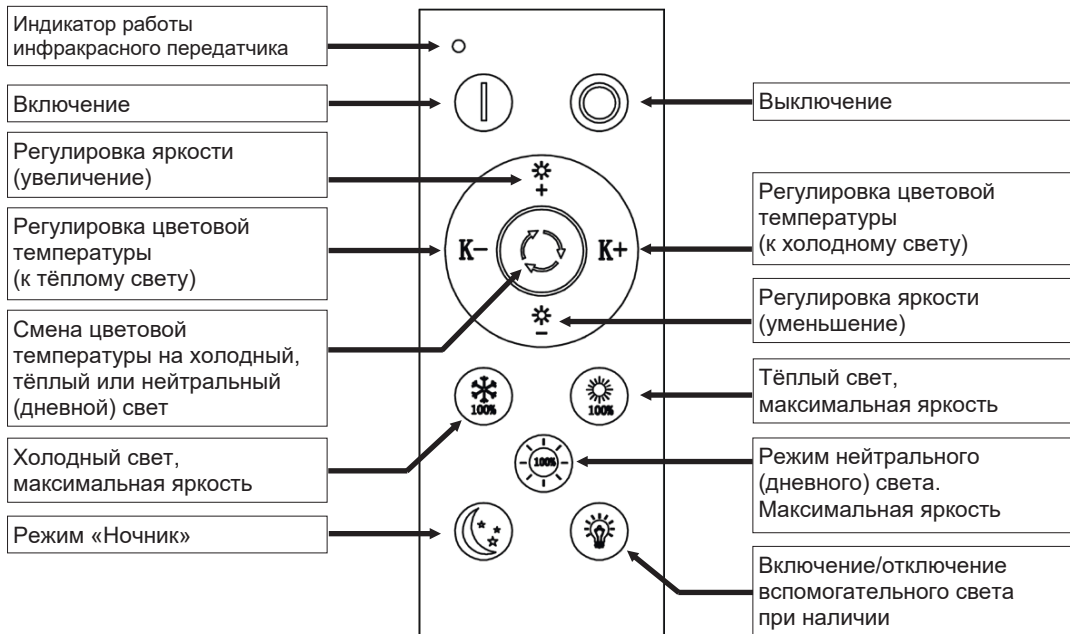 Индикатор работы
инфракрасного передатчика
Включение
Выключение
Регулировка яркости
(увеличение)
Регулировка цветовой
температуры
(к тёплому свету)
Регулировка цветовой
температуры
(к холодному свету)
K−
K+
+
−
Регулировка яркости
(уменьшение)
Смена цветовой
температуры на холодный,
тёплый или нейтральный
(дневной) свет
Тёплый свет,
максимальная яркость
100%
100%
100%
Холодный свет,
максимальная яркость
Режим нейтрального
(дневного) света.
Максимальная яркость
Режим «Ночник»
Включение/отключение
вспомогательного света
при наличии